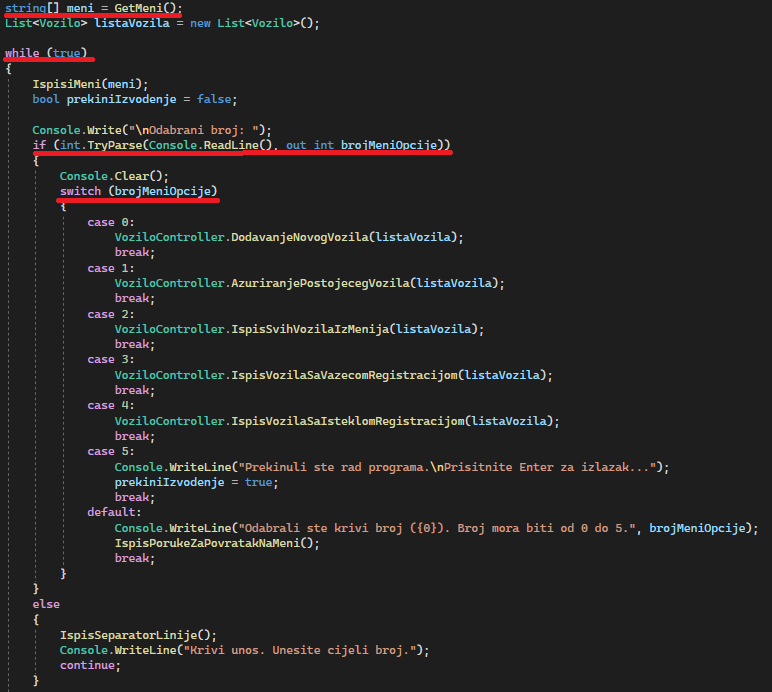 string[] meni = GetMeni();
List<Vozilo> listaVozila = new List<Vozilo>();
while (true)
{
IspisiMeni(meni);
bool prekiniIzvodenje = false;
Console.Write("\nOdabrani broj: ");
if (int.TryParse(Console.ReadLine(), out int brojMeniOpcije))
{
Console.Clear();
switch (brojMeniOpcije)
{
case 0:
VoziloController.DodavanjeNovogVozila(listaVozila);
break;
case 1:
VoziloController.AzuriranjePostojecegVozila(listaVozila);
break;
case 2:
VoziloController.IspisSvihVozilaIzMenija(listaVozila);
break;
case 3:
VoziloController.IspisVozilaSaVazecomRegistracijom(listaVozila);
break;
case 4:
VoziloController.IspisVozilaSaIsteklomRegistracijom(listaVozila);
break;
case 5:
Console.WriteLine("Prekinuli ste rad programa.\nPrisitnite Enter za izlazak...");
prekiniIzvodenje = true;
break;
default:
Console.WriteLine("Odabrali ste krivi broj ({0}). Broj mora biti od 0 do 5.", brojMeniOpcije);
IspisPorukeZaPovratakNaMeni();
break;
}
}
else
{
IspisSeparatorLinije();
Console.WriteLine("Krivi unos. Unesite cijeli broj.");
continue;
}